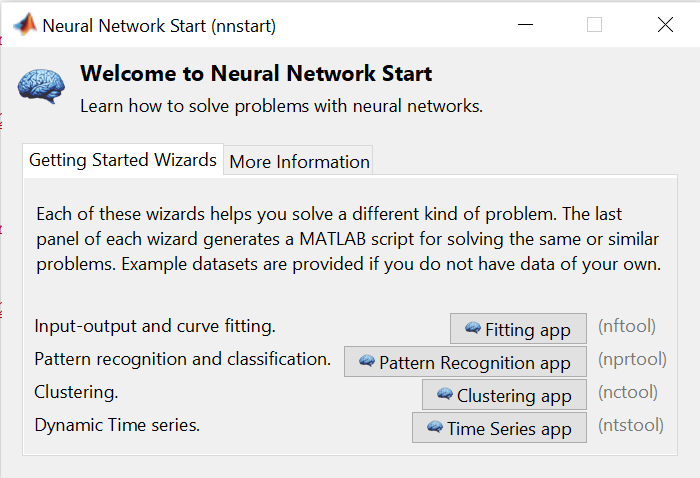 Neural Network Start (nnstart)
Welcome to Neural Network Start
Learn how to solve problems with neural networks.
Getting Started Wizards More Information
Each of these wizards helps you solve a different kind of problem. The last
panel of each wizard generates a MATLAB script for solving the same or similar
problems. Example datasets are provided if you do not have data of your own.
Input-output and curve fitting. Fitting app (nftool)
Pattern recognition and classification. Pattern Recognition app (nprtool)
Clustering. Clustering app (nctool)
Dynamic Time series. Time Series app (ntstool)